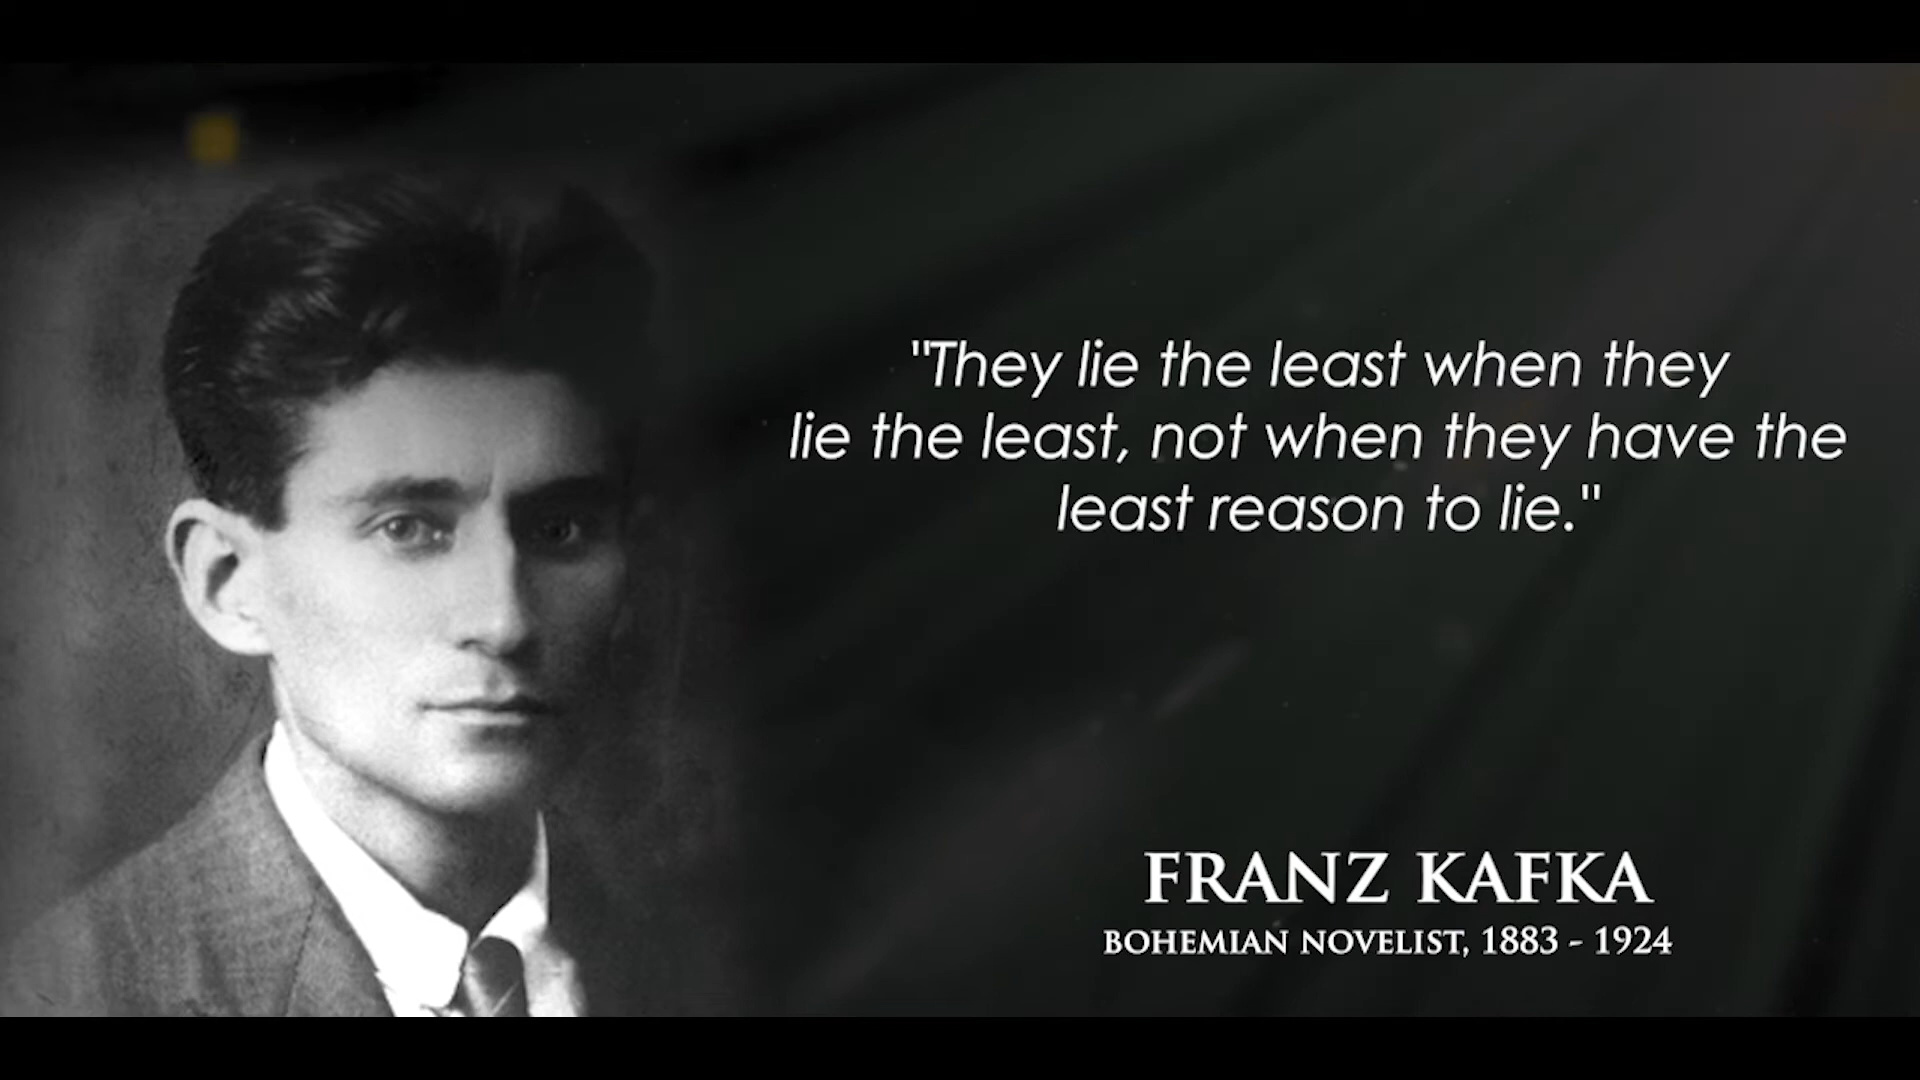 "They lie the least when they
lie the least, not when they have the
least reason to lie."
FRANZ KAFKA
BOHEMIAN NOVELIST, 1883 - 1924